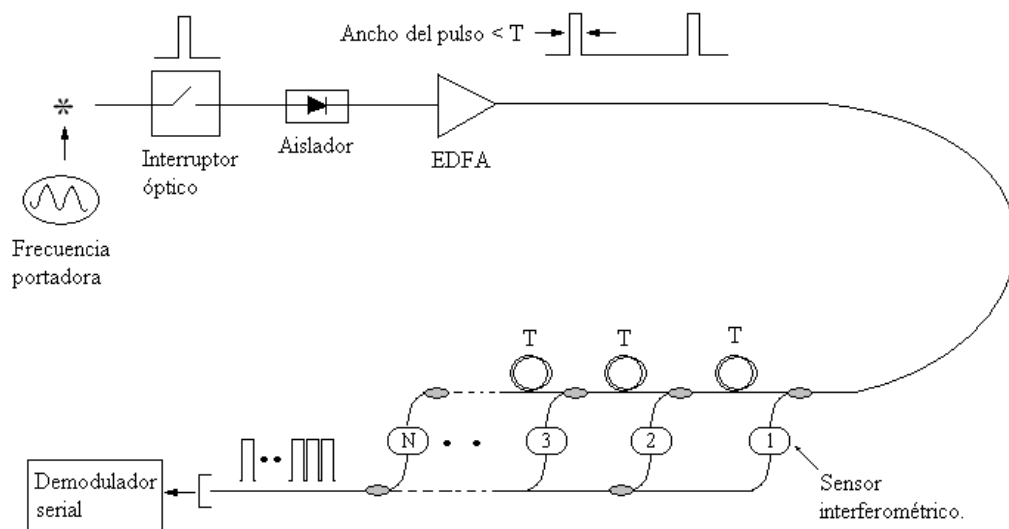 Ancho del pulso < T
Interruptor
óptico
Aislador
EDFA
Frecuencia
portadora
T
T
T
N
3
2
1
Demodulador
serial
Sensor
interferométrico.